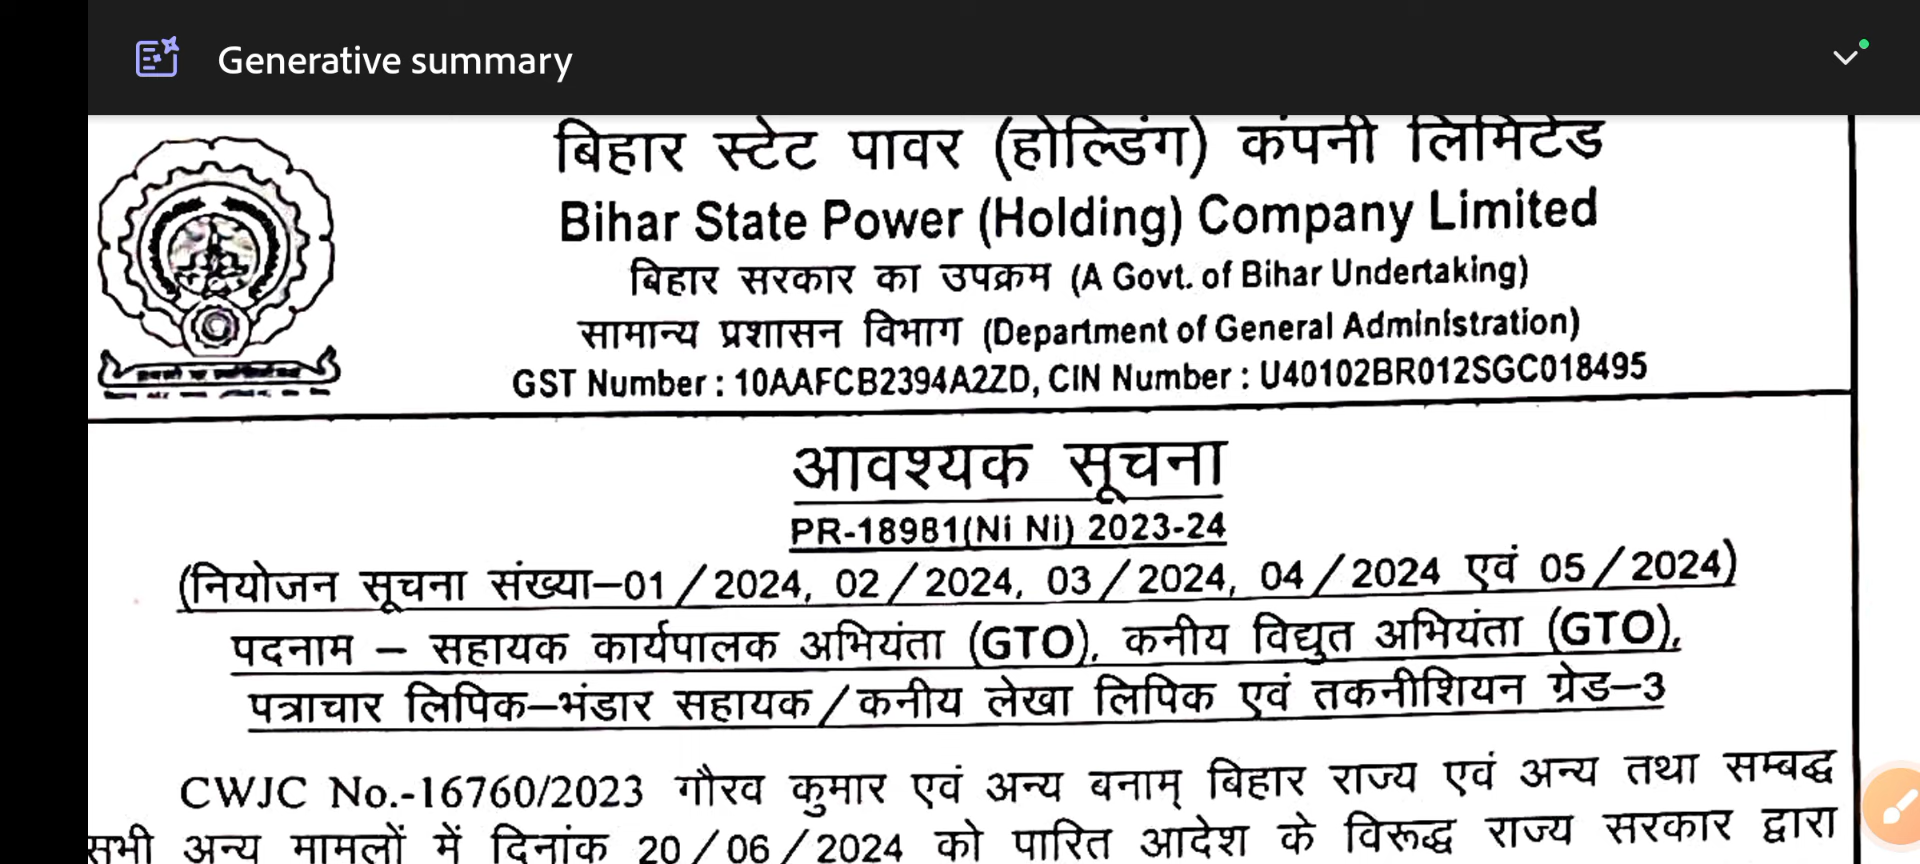 Generative summary
बिहार स्टेट पावर (होल्डिंग) कंपनी लिमिटेड
Bihar State Power (Holding) Company Limited
बिहार सरकार का उपक्रम (A Govt. of Bihar Undertaking)
सामान्य प्रशासन विभाग (Department of General Administration)
GST Number : 10AAFCB2394A2ZD, CIN Number : U40102BR012SGC018495
आवश्यक सूचना
PR-18981(Ni Ni) 2023-24
(नियोजन सूचना संख्या–01/2024, 02/2024, 03/2024, 04/2024 एवं 05/2024)
पदनाम – सहायक कार्यपालक अभियंता (GTO), कनीय विद्युत अभियंता (GTO),
पत्राचार लिपिक–भंडार सहायक/कनीय लेखा लिपिक एवं तकनीशियन ग्रेड–3
CWJC No.-16760/2023 गौरव कुमार एवं अन्य बनाम् बिहार राज्य एवं अन्य तथा सम्बद्ध
सभी अन्य मामलों में दिनांक 20/06/2024 को पारित आदेश के विरूद्ध राज्य सरकार द्वारा